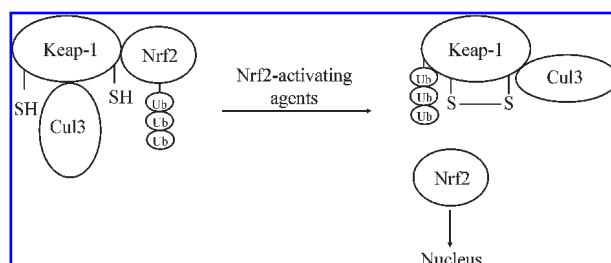 Keap-1
Nrf2
SH
SH
Cul3
Ub
Ub
Ub
Nrf2-activating
agents
Keap-1
Cul3
Ub
Ub
Ub
S
S
Nrf2
Nucleus